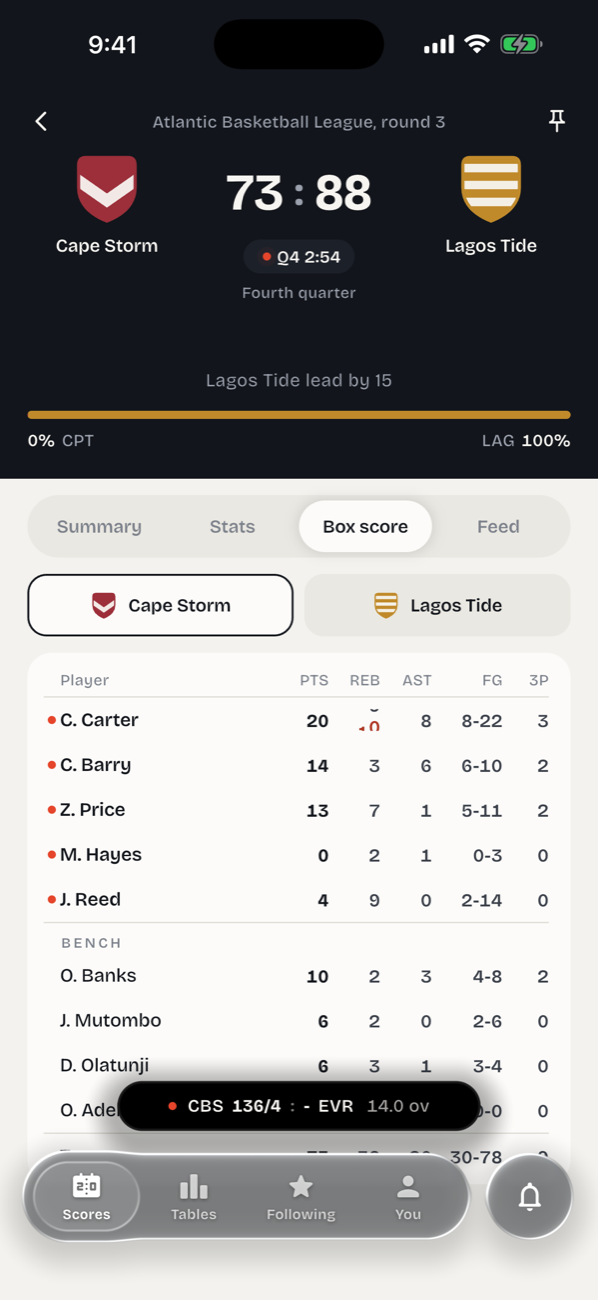 9:41
Atlantic Basketball League, round 3
73 : 88
Cape Storm
Lagos Tide
Q4 2:54
Fourth quarter
Lagos Tide lead by 15
0% CPT LAG 100%
Summary Stats Box score Feed
Cape Storm Lagos Tide
Player PTS REB AST FG 3P
C. Carter 20 8 8-22 3
C. Barry 14 3 6 6-10 2
Z. Price 13 7 1 5-11 2
M. Hayes 0 2 1 0-3 0
J. Reed 4 9 0 2-14 0
BENCH
O. Banks 10 2 3 4-8 2
J. Mutombo 6 2 0 2-6 0
D. Olatunji 6 3 1 3-4 0
O. 0
CBS 136/4 : - EVR 14.0 ov
30-78
2:0
Scores Tables Following You